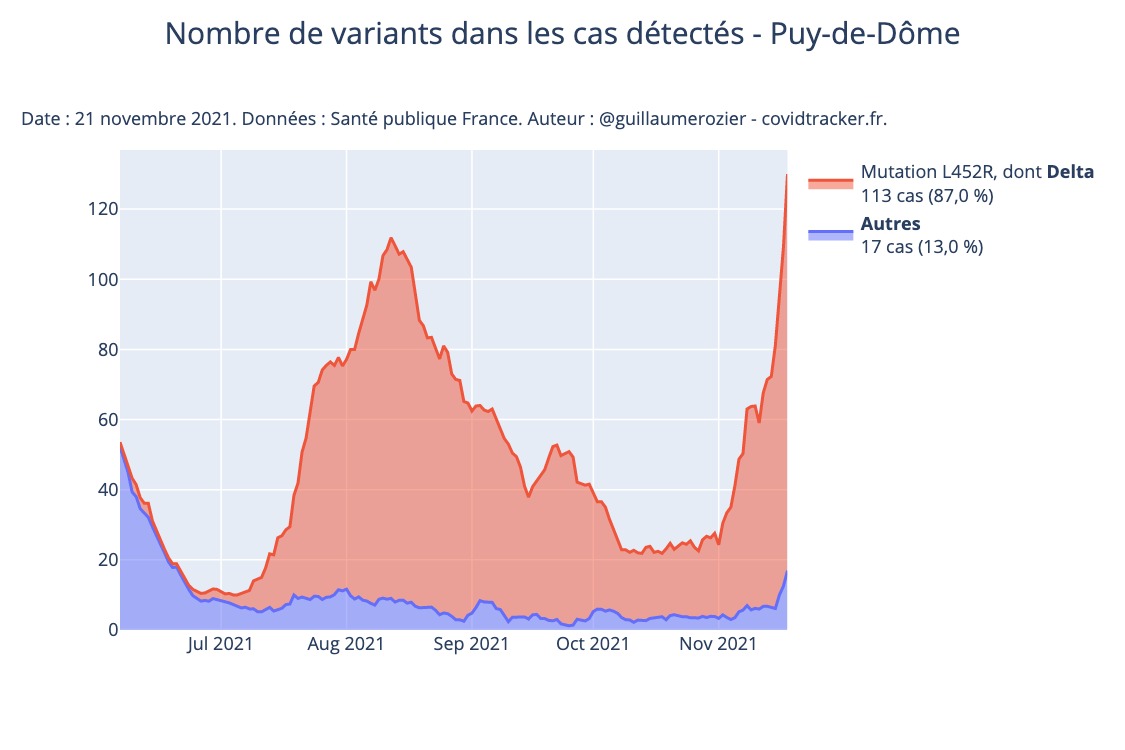 Nombre de variants dans les cas détectés - Puy-de-Dôme
Date : 21 novembre 2021. Données : Santé publique France. Auteur : @guillaumerozier - covidtracker.fr.
Mutation L452R, dont Delta
113 cas (87,0 %)
Autres
17 cas (13,0 %)
120
100
80
60
40
20
0
Jul 2021
Aug 2021
Sep 2021
Oct 2021
Nov 2021